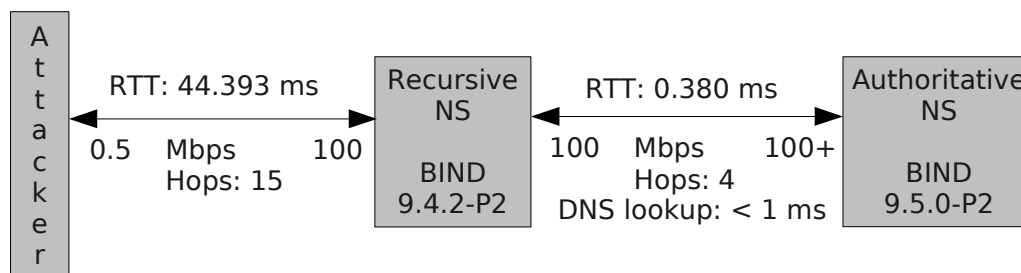 Attacker
RTT: 44.393 ms
0.5 Mbps 100
Hops: 15
Recursive
NS
BIND
9.4.2-P2
RTT: 0.380 ms
100 Mbps 100+
Hops: 4
DNS lookup: < 1 ms
Authoritative
NS
BIND
9.5.0-P2